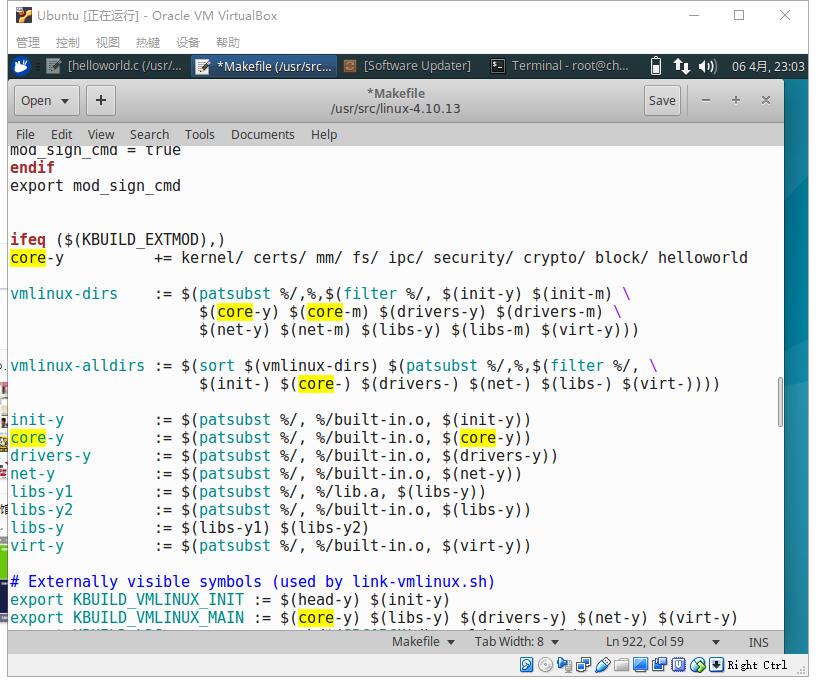 Ubuntu [正在运行] - Oracle VM VirtualBox
管理 控制 视图 热键 设备 帮助
[helloworld.c (/usr/... *Makefile (/usr/src... [Software Updater] Terminal - root@ch... 06 4月, 23:03
Open + *Makefile Save
/usr/src/linux-4.10.13
File Edit View Search Tools Documents Help
mod_sign_cmd = true
endif
export mod_sign_cmd
ifeq ($(KBUILD_EXTMOD),)
core-y += kernel/ certs/ mm/ fs/ ipc/ security/ crypto/ block/ helloworld
vmlinux-dirs := $(patsubst %/,%,$(filter %/, $(init-y) $(init-m) \
$(core-y) $(core-m) $(drivers-y) $(drivers-m) \
$(net-y) $(net-m) $(libs-y) $(libs-m) $(virt-y)))
vmlinux-alldirs := $(sort $(vmlinux-dirs) $(patsubst %/,%,$(filter %/, \
$(init-) $(core-) $(drivers-) $(net-) $(libs-) $(virt-))))
init-y := $(patsubst %/, %/built-in.o, $(init-y))
core-y := $(patsubst %/, %/built-in.o, $(core-y))
drivers-y := $(patsubst %/, %/built-in.o, $(drivers-y))
net-y := $(patsubst %/, %/built-in.o, $(net-y))
libs-y1 := $(patsubst %/, %/lib.a, $(libs-y))
libs-y2 := $(patsubst %/, %/built-in.o, $(libs-y))
libs-y := $(libs-y1) $(libs-y2)
virt-y := $(patsubst %/, %/built-in.o, $(virt-y))
# Externally visible symbols (used by link-vmlinux.sh)
export KBUILD_VMLINUX_INIT := $(head-y) $(init-y)
export KBUILD_VMLINUX_MAIN := $(core-y) $(libs-y) $(drivers-y) $(net-y) $(virt-y)
Makefile Tab Width: 8 Ln 922, Col 59 INS
Right Ctrl